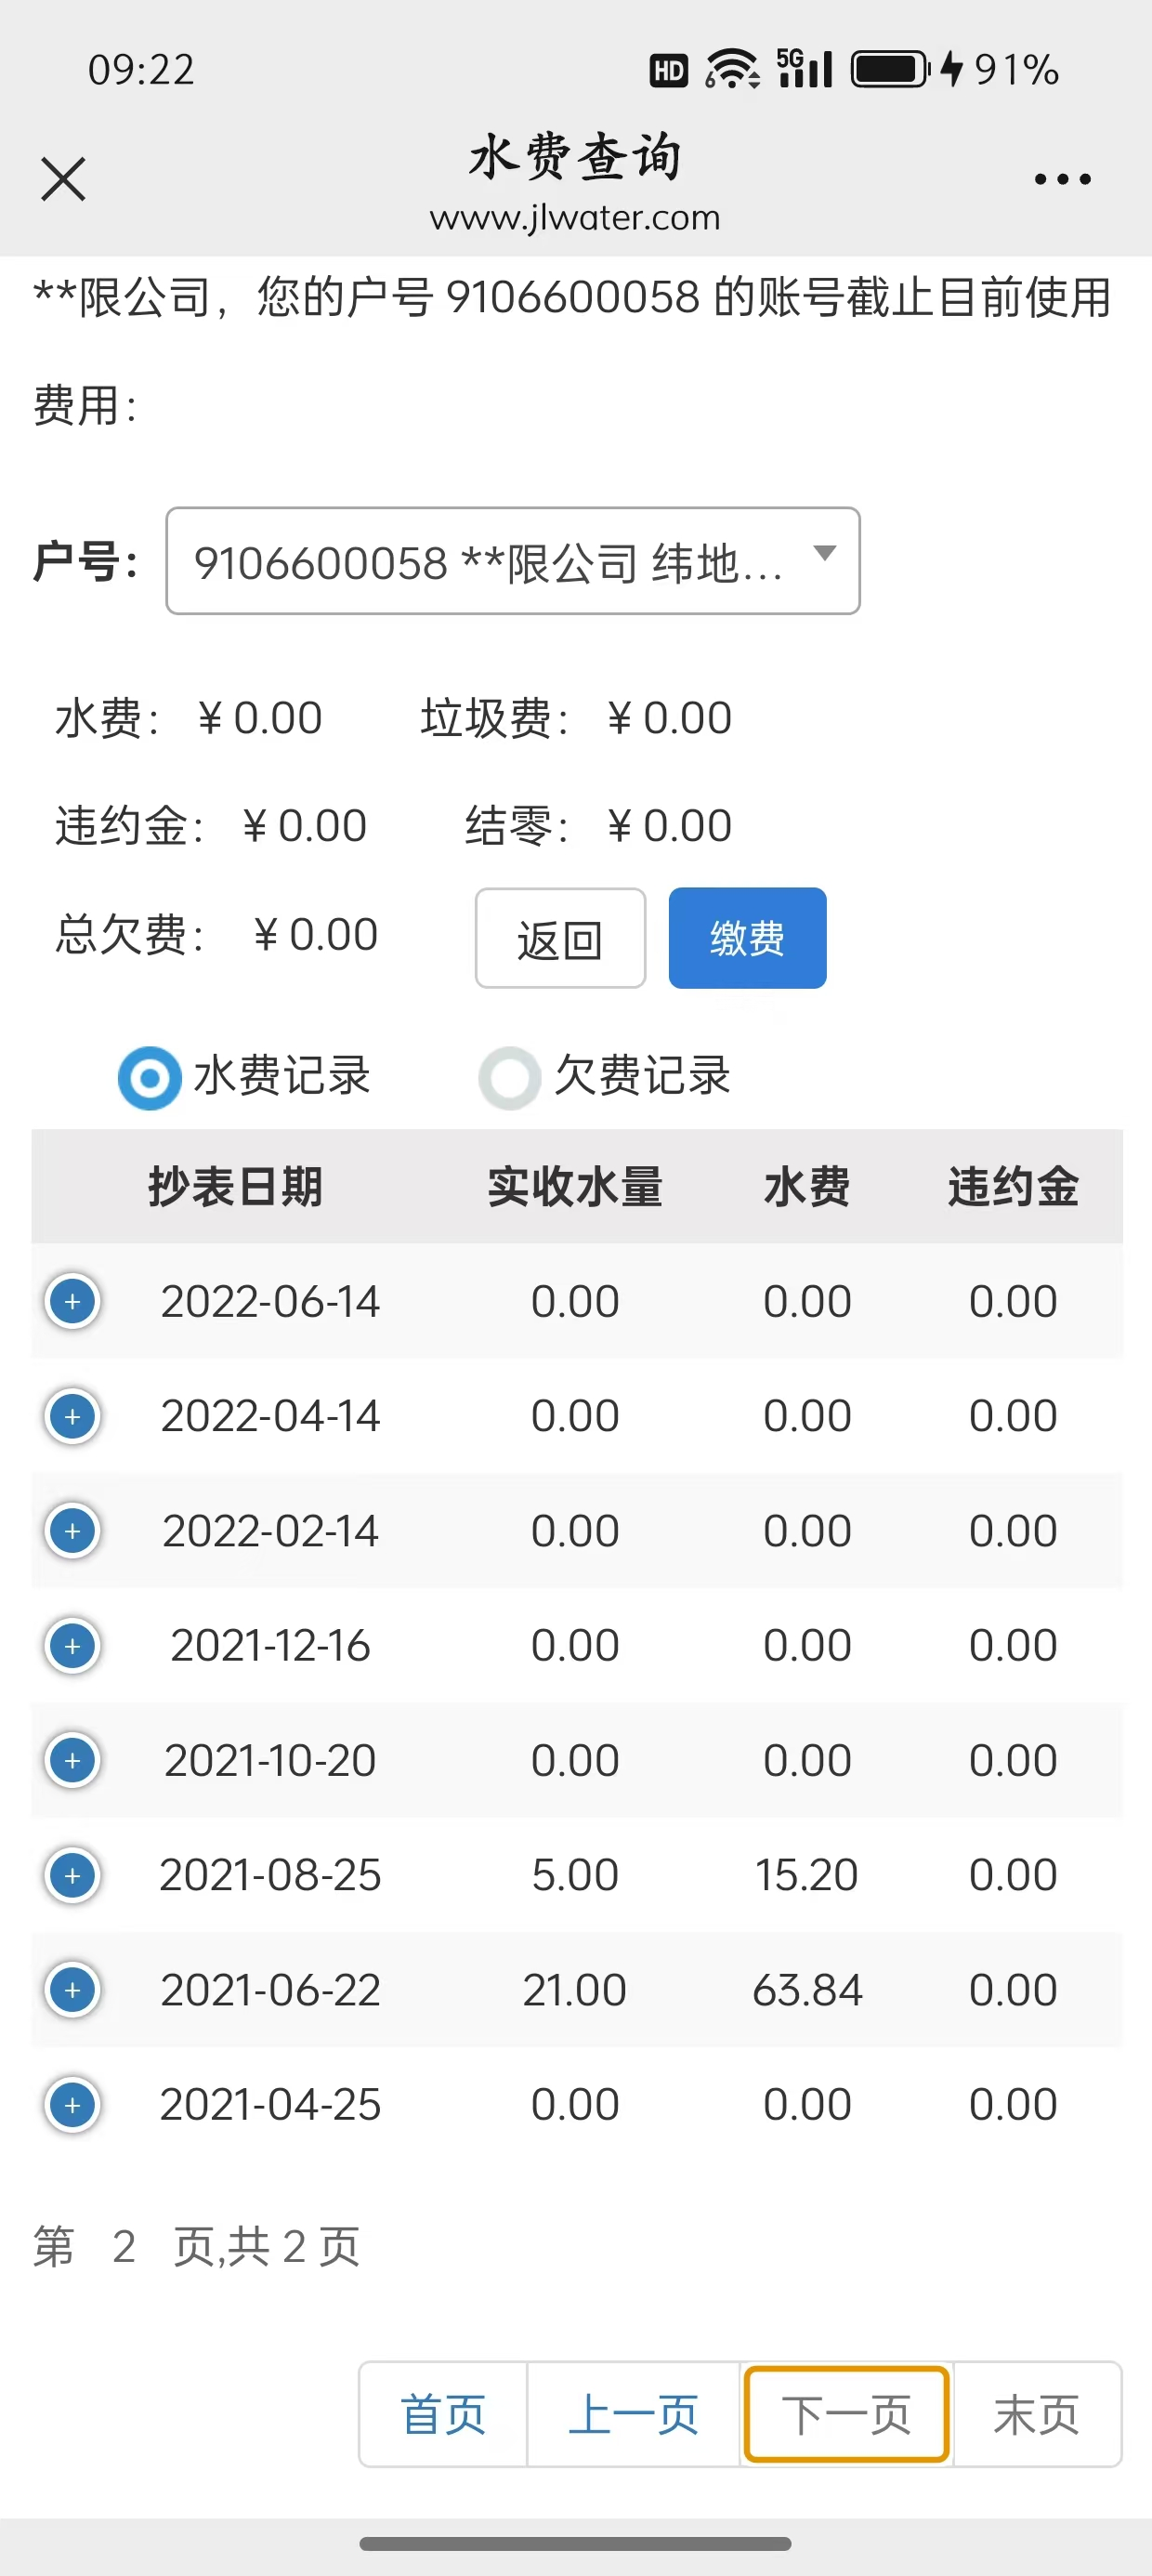 09:22 HD 6 5G 91%
水费查询
www.jlwater.com
**限公司，您的户号 9106600058 的账号截止目前使用
费用：
户号： 9106600058 **限公司 纬地...
水费： ¥ 0.00 垃圾费： ¥ 0.00
违约金： ¥ 0.00 结零： ¥ 0.00
总欠费： ¥ 0.00 返回 缴费
水费记录 欠费记录
抄表日期 实收水量 水费 违约金
+ 2022-06-14 0.00 0.00 0.00
+ 2022-04-14 0.00 0.00 0.00
+ 2022-02-14 0.00 0.00 0.00
+ 2021-12-16 0.00 0.00 0.00
+ 2021-10-20 0.00 0.00 0.00
+ 2021-08-25 5.00 15.20 0.00
+ 2021-06-22 21.00 63.84 0.00
+ 2021-04-25 0.00 0.00 0.00
第 2 页,共 2 页
首页 上一页 下一页 末页